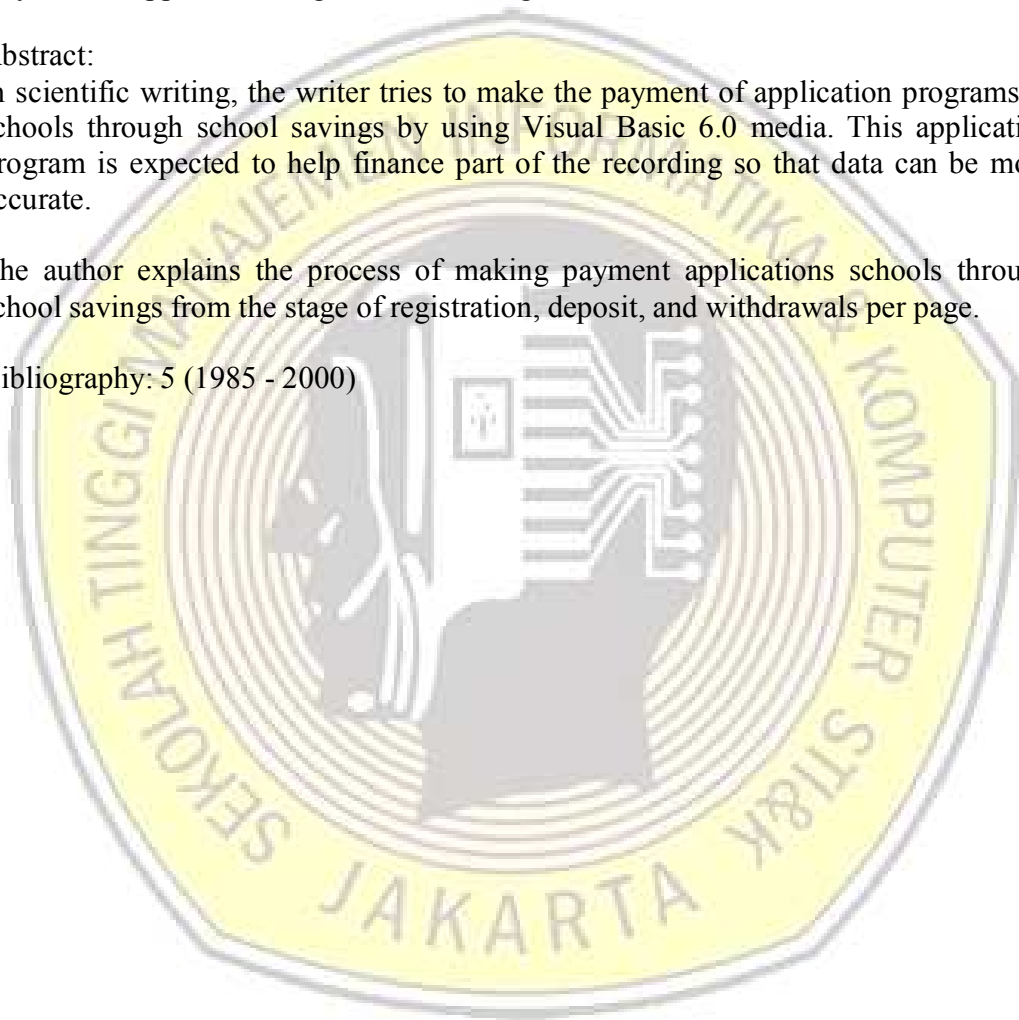 bstract:
n scientific writing, the writer tries to make the payment of application programs
chools through school savings by using Visual Basic 6.0 media. This applicati
rogram is expected to help finance part of the recording so that data can be mo
ccurate.
he author explains the process of making payment applications schools throu
chool savings from the stage of registration, deposit, and withdrawals per page.
ibliography: 5 (1985 - 2000)
SEKOLAH TINGGI MANAJEMEN INFORMATIKA & KOMPUTER STI&K
JAKARTA